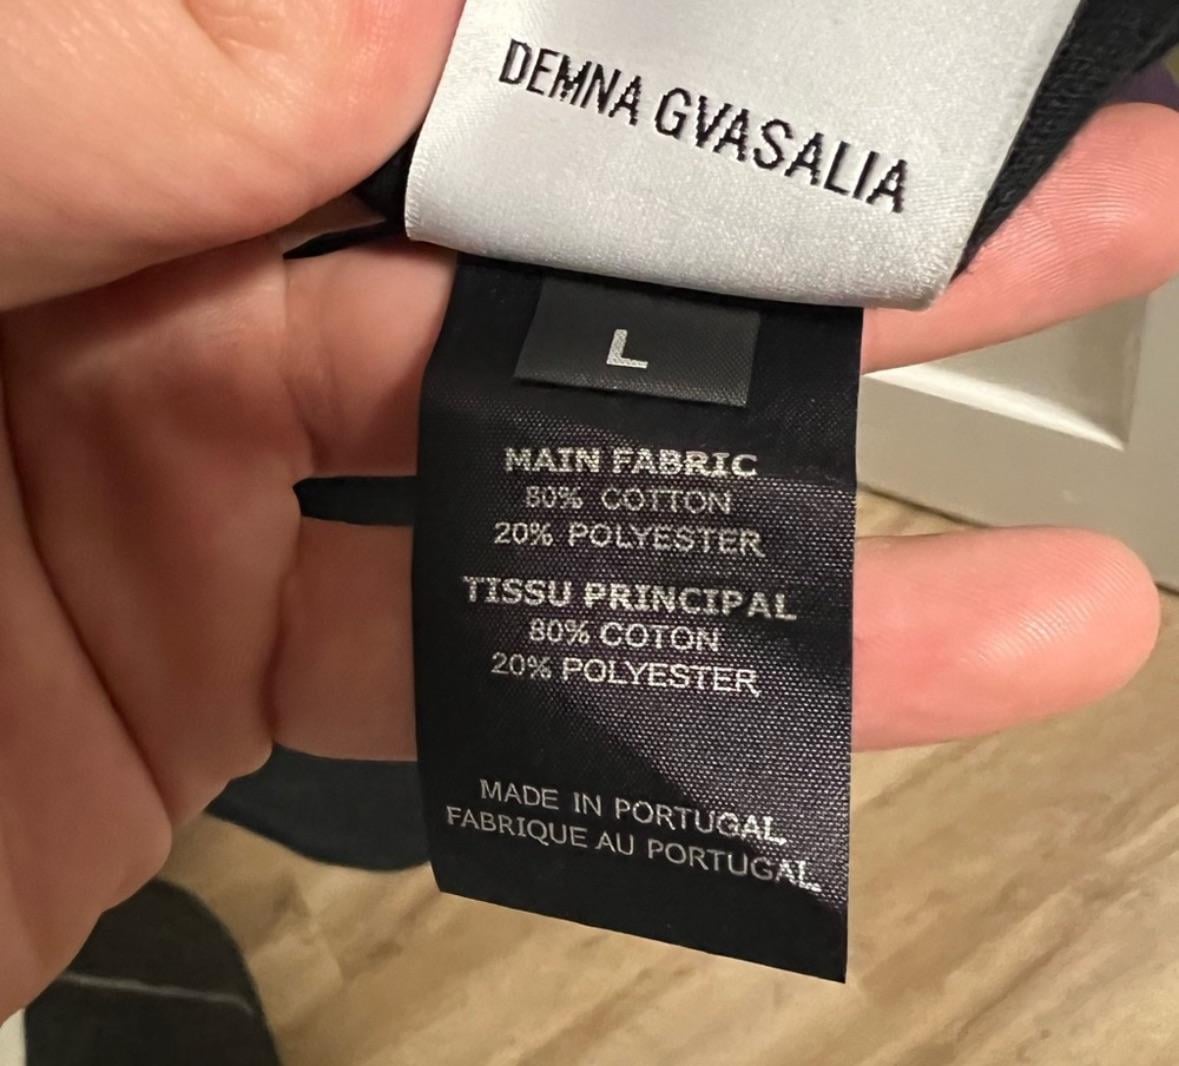 DEMNA GVASALIA
L
MAIN FABRIC
80% COTTON
20% POLYESTER
TISSU PRINCIPAL
80% COTON
20% POLYESTER
MADE IN PORTUGAL
FABRIQUE AU PORTUGAL